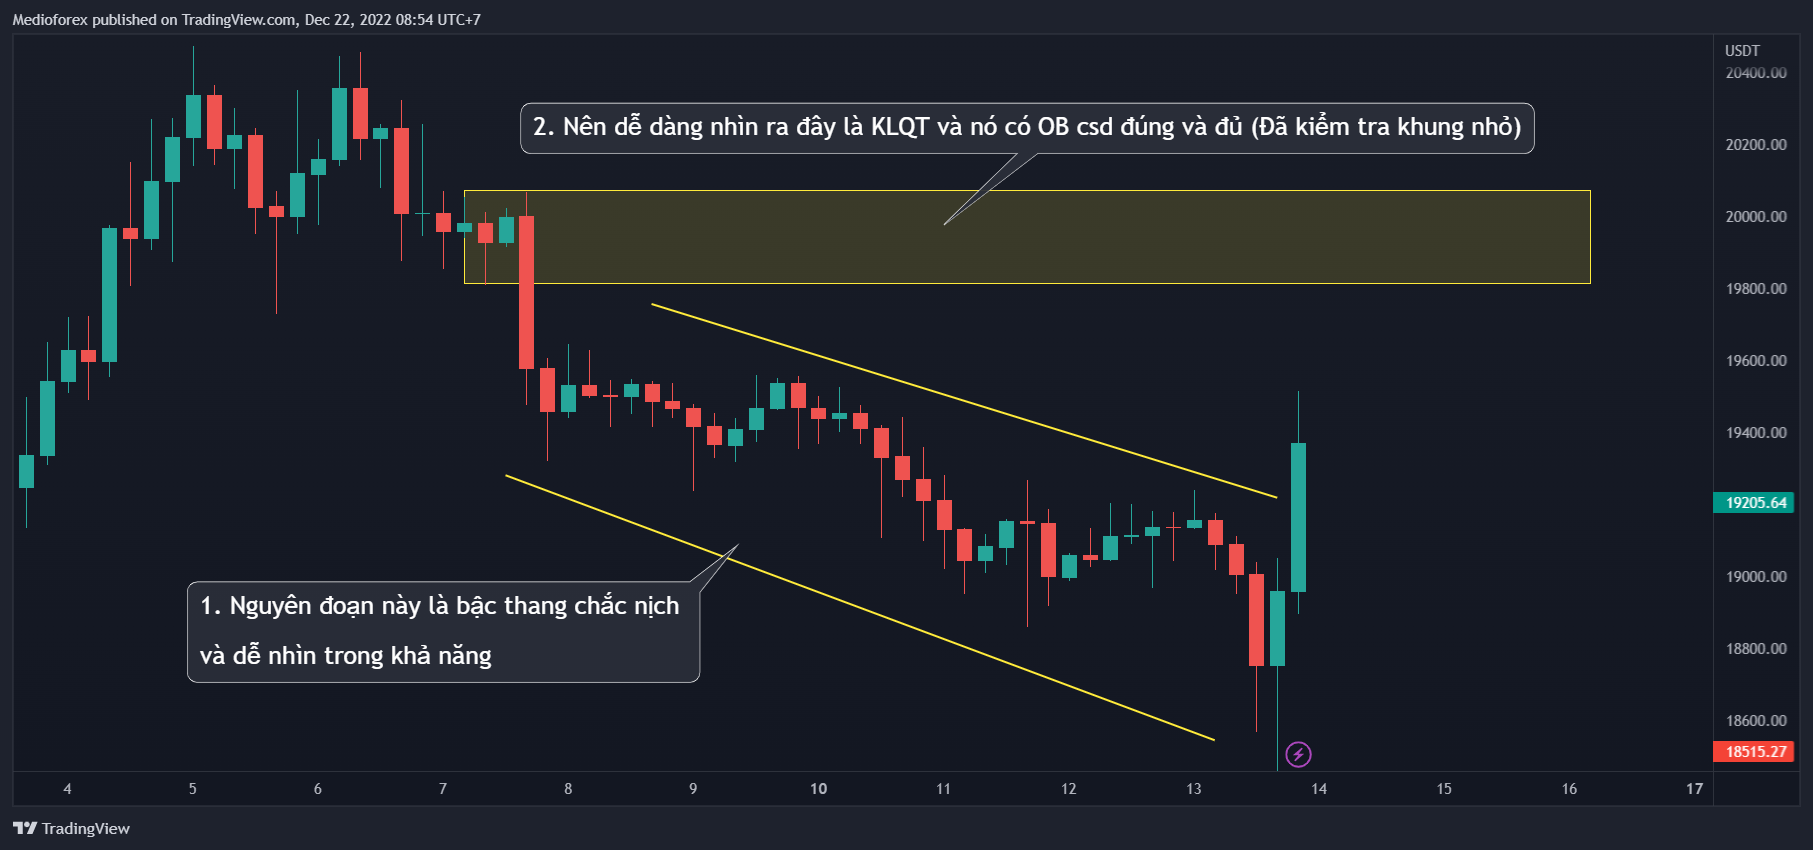 Medioforex published on TradingView.com, Dec 22, 2022 08:54 UTC+7
USDT
20400.00
2. Nên dễ dàng nhìn ra đây là KLQT và nó có OB csd đúng và đủ (Đã kiểm tra khung nhỏ)
20200.00
20000.00
19800.00
19600.00
19400.00
19205.64
19000.00
1. Nguyên đoạn này là bậc thang chắc nịch
và dễ nhìn trong khả năng
18800.00
18600.00
18515.27
4 5 6 7 8 9 10 11 12 13 14 15 16 17
TradingView